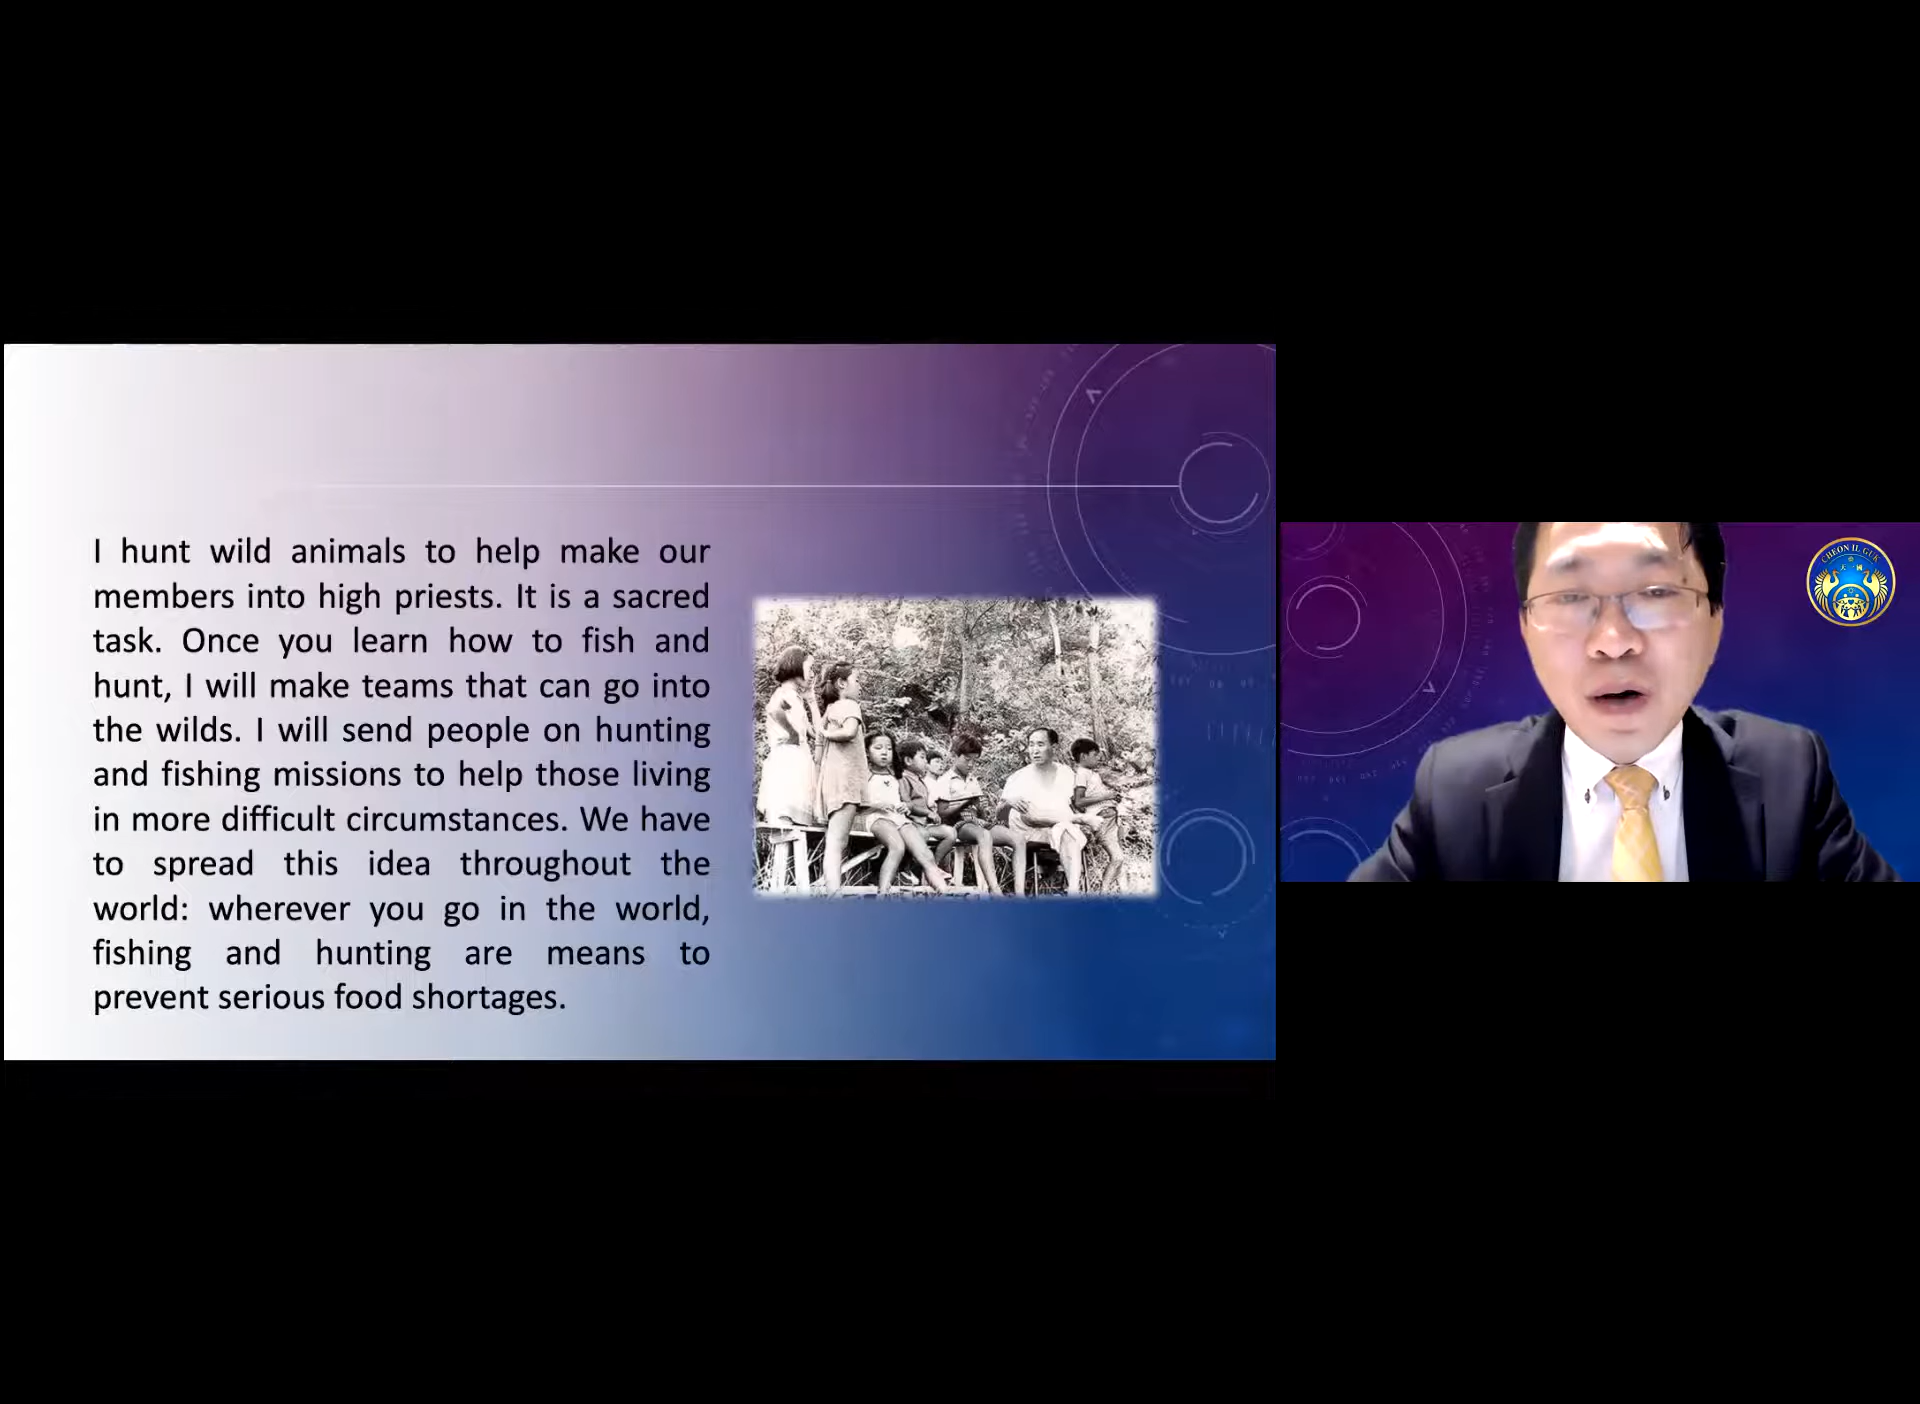 I hunt wild animals to help make our
members into high priests. It is a sacred
task. Once you learn how to fish and
hunt, I will make teams that can go into
the wilds. I will send people on hunting
and fishing missions to help those living
in more difficult circumstances. We have
to spread this idea throughout the
world: wherever you go in the world,
fishing and hunting are means to
prevent serious food shortages.
CHEON IL GUK